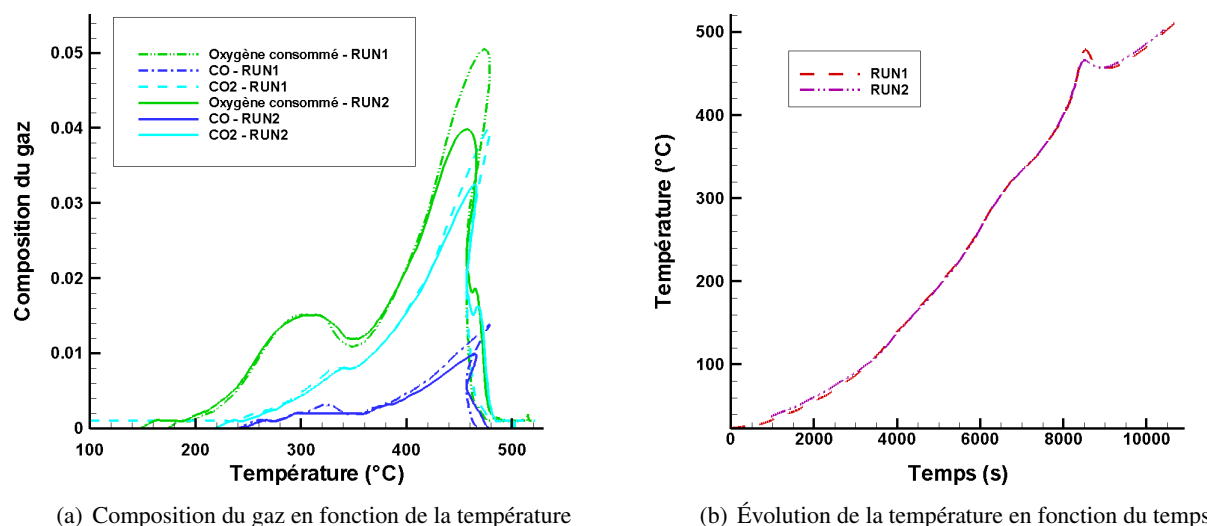 Oxygène consommé - RUN1
CO - RUN1
CO2 - RUN1
Oxygène consommé - RUN2
CO - RUN2
CO2 - RUN2
Composition du gaz
0.05
0.04
0.03
0.02
0.01
0
100
200
300
400
500
Température (°C)
(a) Composition du gaz en fonction de la température
RUN1
RUN2
Température (°C)
500
400
300
200
100
0
2000
4000
6000
8000
10000
Temps (s)
(b) Évolution de la température en fonction du temps